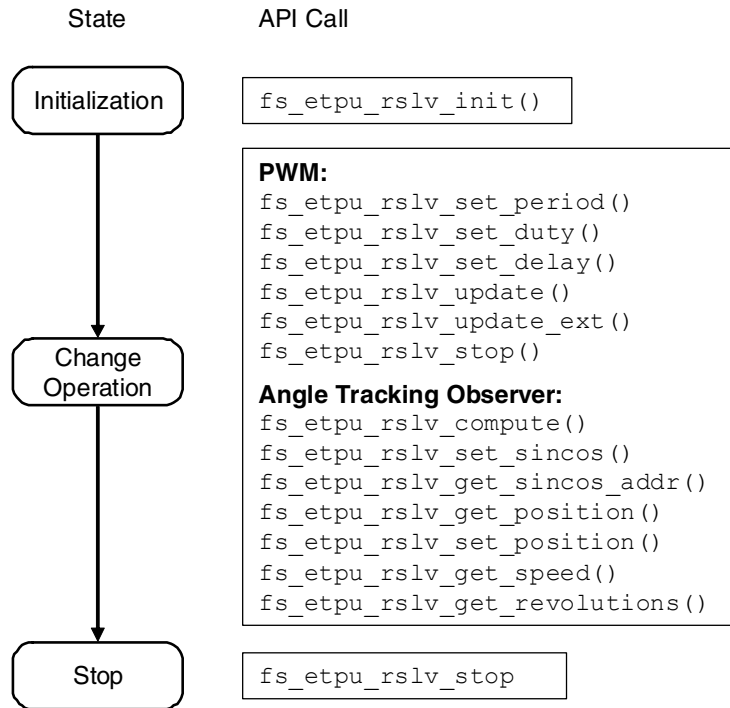 State API Call
Initialization
fs_etpu_rslv_init()
PWM:
fs_etpu_rslv_set_period()
fs_etpu_rslv_set_duty()
fs_etpu_rslv_set_delay()
fs_etpu_rslv_update()
fs_etpu_rslv_update_ext()
fs_etpu_rslv_stop()
Change
Operation
Angle Tracking Observer:
fs_etpu_rslv_compute()
fs_etpu_rslv_set_sincos()
fs_etpu_rslv_get_sincos_addr()
fs_etpu_rslv_get_position()
fs_etpu_rslv_set_position()
fs_etpu_rslv_get_speed()
fs_etpu_rslv_get_revolutions()
Stop
fs_etpu_rslv_stop